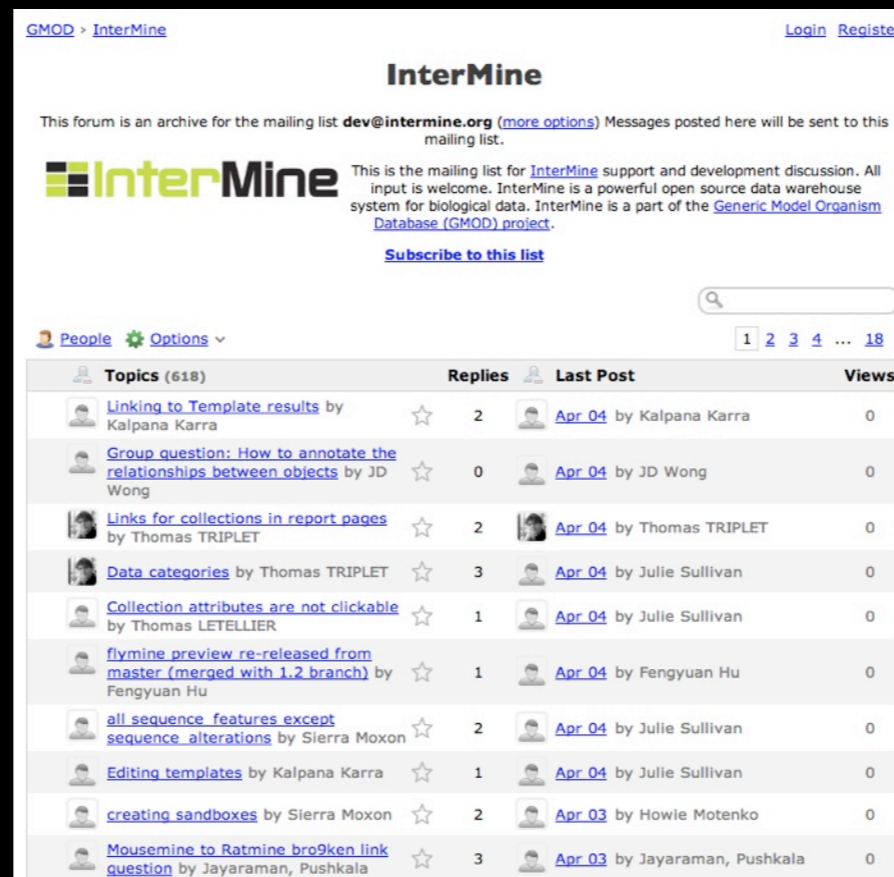 GMOD > InterMine
Login Registe
InterMine
This forum is an archive for the mailing list dev@intermine.org (more options) Messages posted here will be sent to this
mailing list.
InterMine
This is the mailing list for InterMine support and development discussion. All
input is welcome. InterMine is a powerful open source data warehouse
system for biological data. InterMine is a part of the Generic Model Organism
Database (GMOD) project.
Subscribe to this list
People Options
1 2 3 4 ... 18
Topics (618) Replies Last Post Views
Linking to Template results by
Kalpana Karra
2 Apr 04 by Kalpana Karra 0
Group question: How to annotate the
relationships between objects by JD
Wong
0 Apr 04 by JD Wong 0
Links for collections in report pages
by Thomas TRIPLET
2 Apr 04 by Thomas TRIPLET 0
Data categories by Thomas TRIPLET 3 Apr 04 by Julie Sullivan 0
Collection attributes are not clickable
by Thomas LETELLIER
1 Apr 04 by Julie Sullivan 0
flymine preview re-released from
master (merged with 1.2 branch) by
Fengyuan Hu
1 Apr 04 by Fengyuan Hu 0
all sequence_features except
sequence_alterations by Sierra Moxon
2 Apr 04 by Julie Sullivan 0
Editing templates by Kalpana Karra 1 Apr 04 by Julie Sullivan 0
creating sandboxes by Sierra Moxon 2 Apr 03 by Howie Motenko 0
Mousemine to Ratmine bro9ken link
question by Jayaraman, Pushkala
3 Apr 03 by Jayaraman, Pushkala 0